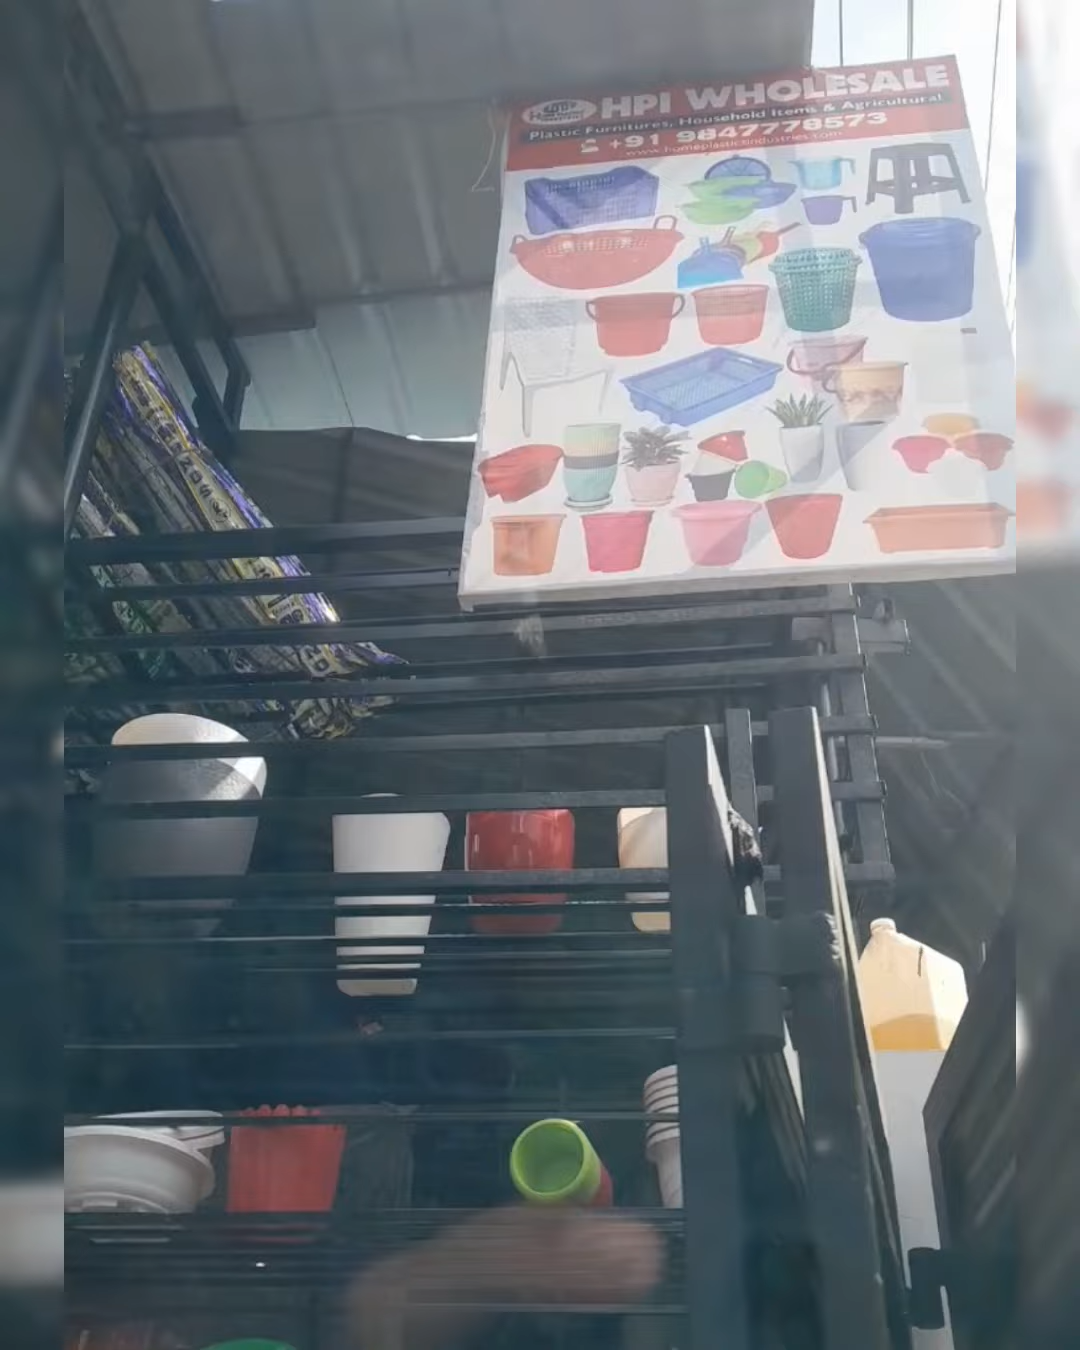 HPI WHOLESALE
Plastic Furnitures, Household Items & Agricultural
+91 9847778573
www.homeplasticindustries.com